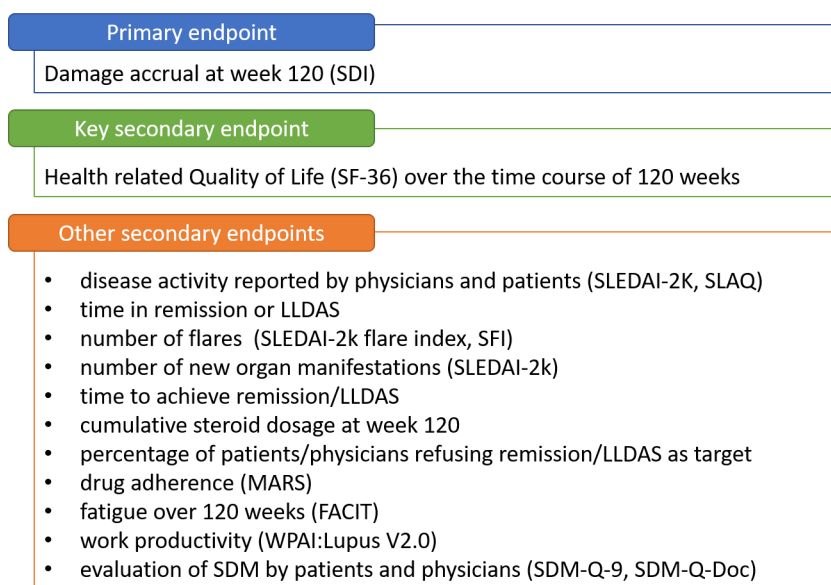 Primary endpoint
Damage accrual at week 120 (SDI)
Key secondary endpoint
Health related Quality of Life (SF-36) over the time course of 120 weeks
Other secondary endpoints
• disease activity reported by physicians and patients (SLEDAI-2K, SLAQ)
• time in remission or LLDAS
• number of flares (SLEDAI-2k flare index, SFI)
• number of new organ manifestations (SLEDAI-2k)
• time to achieve remission/LLDAS
• cumulative steroid dosage at week 120
• percentage of patients/physicians refusing remission/LLDAS as target
• drug adherence (MARS)
• fatigue over 120 weeks (FACIT)
• work productivity (WPAI:Lupus V2.0)
• evaluation of SDM by patients and physicians (SDM-Q-9, SDM-Q-Doc)